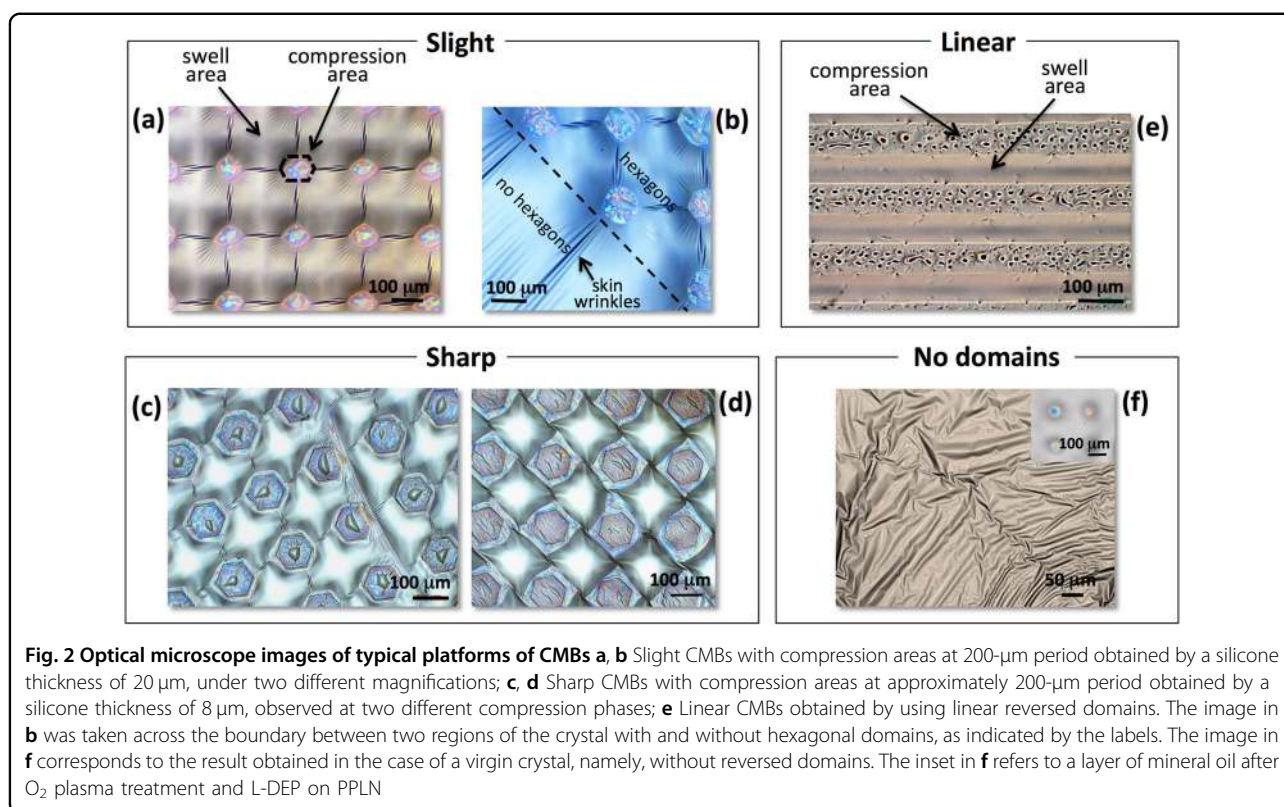 Slight
swell
area
compression
area
(a)
100 μm
(b)
hexagons
no hexagons
skin
wrinkles
100 μm
Linear
compression
area
swell
area
(e)
100 μm
Sharp
(c)
100 μm
(d)
100 μm
No domains
(f)
100 μm
50 μm
Fig. 2 Optical microscope images of typical platforms of CMBs a, b Slight CMBs with compression areas at 200-μm period obtained by a silicone
thickness of 20 μm, under two different magnifications; c, d Sharp CMBs with compression areas at approximately 200-μm period obtained by a
silicone thickness of 8 μm, observed at two different compression phases; e Linear CMBs obtained by using linear reversed domains. The image in
b was taken across the boundary between two regions of the crystal with and without hexagonal domains, as indicated by the labels. The image in
f corresponds to the result obtained in the case of a virgin crystal, namely, without reversed domains. The inset in f refers to a layer of mineral oil after
O₂ plasma treatment and L-DEP on PPLN